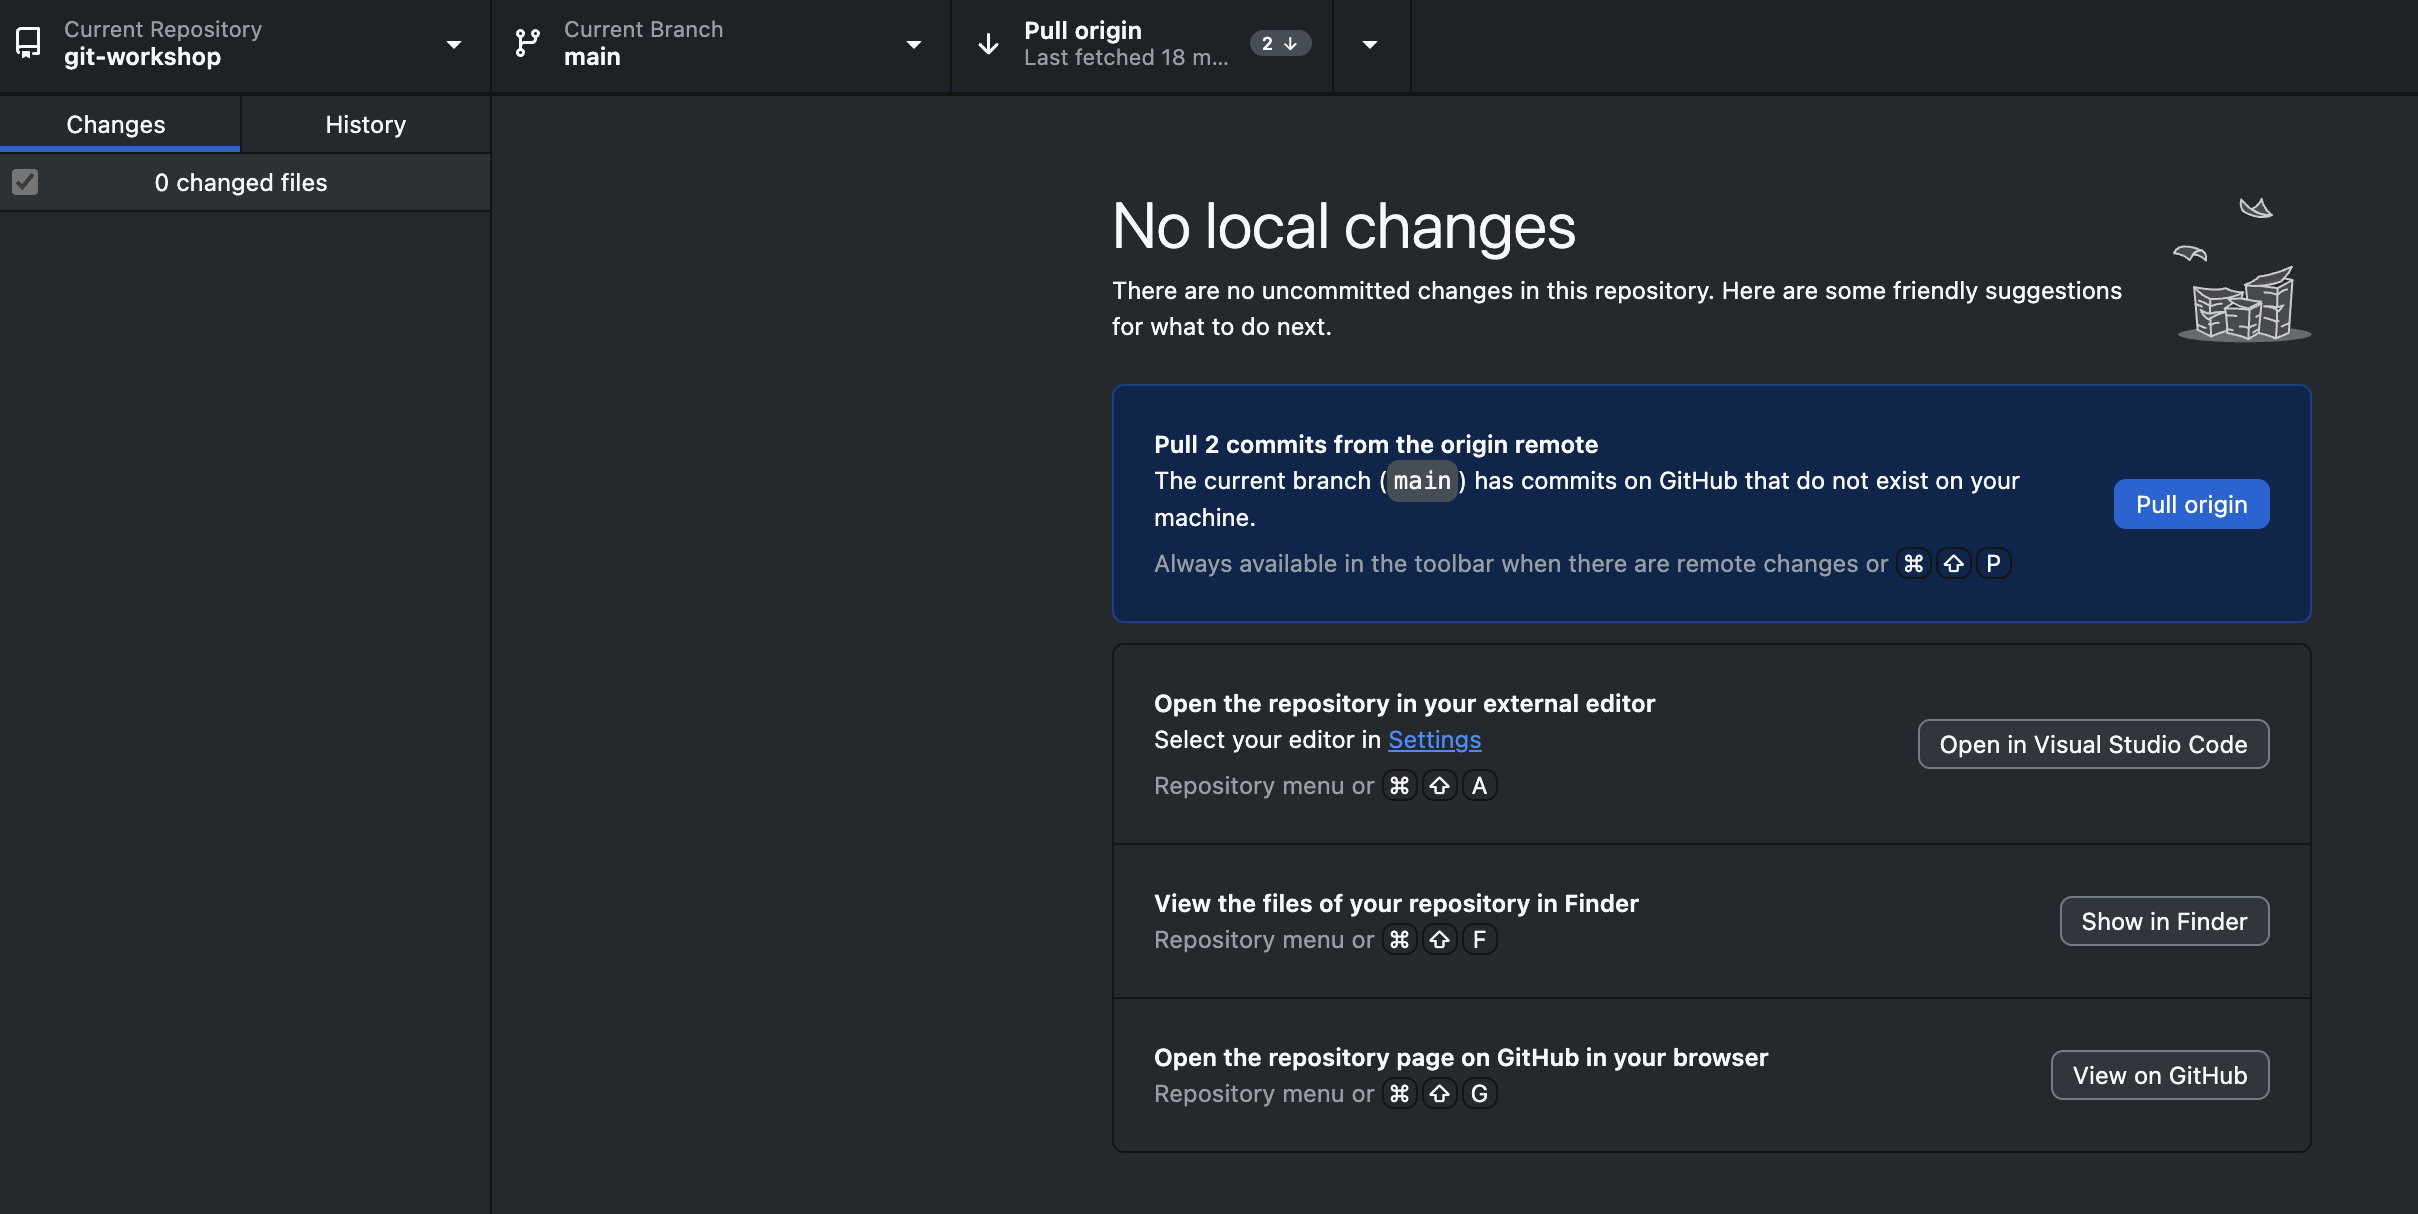 Current Repository
git-workshop
Current Branch
main
Pull origin
Last fetched 18 m...
2
Changes
History
0 changed files
No local changes
There are no uncommitted changes in this repository. Here are some friendly suggestions
for what to do next.
Pull 2 commits from the origin remote
The current branch (main) has commits on GitHub that do not exist on your
machine.
Always available in the toolbar when there are remote changes or ⌘ ⇧ P
Pull origin
Open the repository in your external editor
Select your editor in Settings
Repository menu or ⌘ ⇧ A
Open in Visual Studio Code
View the files of your repository in Finder
Repository menu or ⌘ ⇧ F
Show in Finder
Open the repository page on GitHub in your browser
Repository menu or ⌘ ⇧ G
View on GitHub